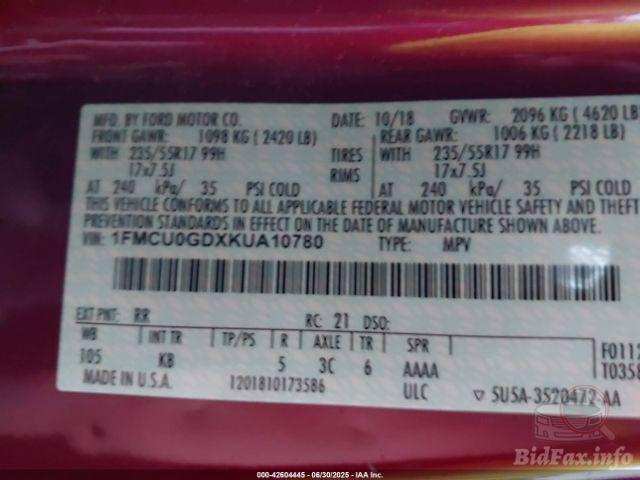 MFD. BY FORD MOTOR CO. DATE: 10/18 GVWR: 2096 KG ( 4620 LB)
FRONT GAWR: 1098 KG ( 2420 LB) REAR GAWR: 1006 KG ( 2218 LB)
WITH 235/55R17 99H TIRES WITH 235/55R17 99H
17x7.5J RIMS 17x7.5J
AT 240 kPa/ 35 PSI COLD AT 240 kPa/ 35 PSI COLD
THIS VEHICLE CONFORMS TO ALL APPLICABLE FEDERAL MOTOR VEHICLE SAFETY AND THEFT
PREVENTION STANDARDS IN EFFECT ON THE DATE OF MANUFACTURE SHOWN ABOVE.
VIN: 1FMCU0GDXKUA10780 TYPE: MPV
EXT PNT: RR RC: 21 DSO:
WB INT TR TP/PS R AXLE TR SPR
105 KB 5 3C 6 AAAA
F0112
T0358
MADE IN U.S.A. 1201810173586 ULC 5U5A-3520472-AA
BidFax.info
000-42604445 - 06/30/2025 - IAA Inc.